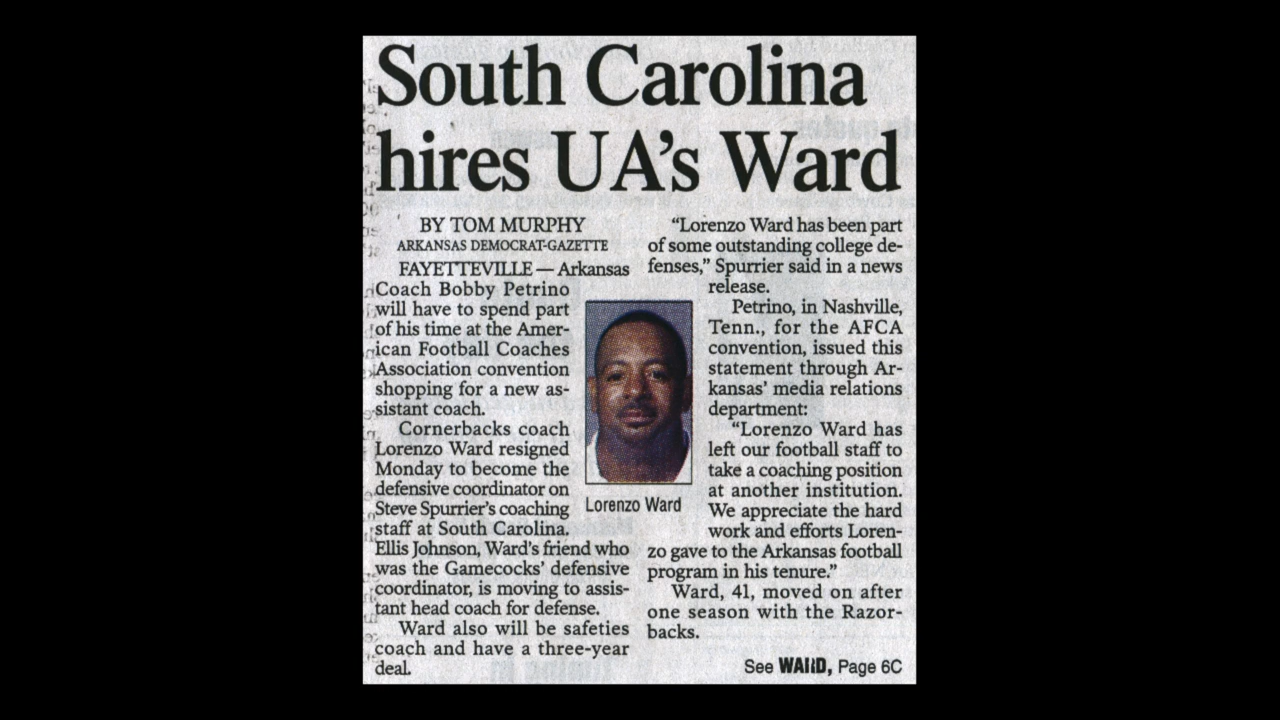 South Carolina
hires UA's Ward
BY TOM MURPHY
ARKANSAS DEMOCRAT-GAZETTE
FAYETTEVILLE — Arkansas
Coach Bobby Petrino
will have to spend part
of his time at the Amer-
ican Football Coaches
Association convention
shopping for a new as-
sistant coach.
Cornerbacks coach
Lorenzo Ward resigned
Monday to become the
defensive coordinator on
Steve Spurrier's coaching
staff at South Carolina.
Ellis Johnson, Ward's friend who
was the Gamecocks' defensive
coordinator, is moving to assis-
tant head coach for defense.
Ward also will be safeties
coach and have a three-year
deal.
Lorenzo Ward
"Lorenzo Ward has been part
of some outstanding college de-
fenses," Spurrier said in a news
release.
Petrino, in Nashville,
Tenn., for the AFCA
convention, issued this
statement through Ar-
kansas' media relations
department:
"Lorenzo Ward has
left our football staff to
take a coaching position
at another institution.
We appreciate the hard
work and efforts Loren-
zo gave to the Arkansas football
program in his tenure."
Ward, 41, moved on after
one season with the Razor-
backs.
See WARD, Page 6C